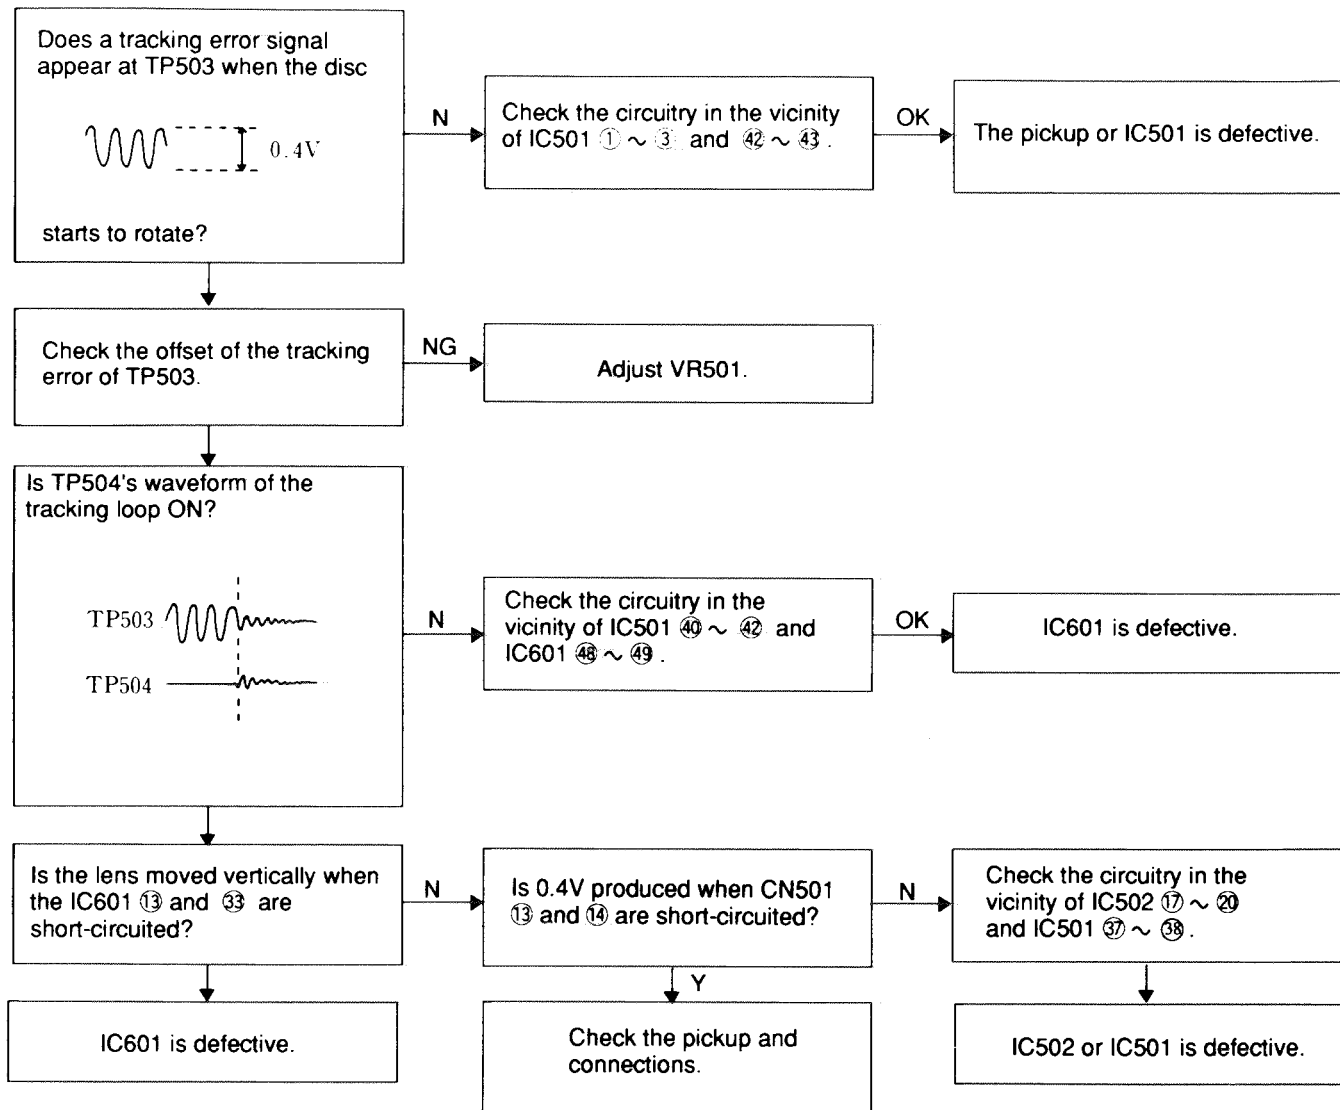 Does a tracking error signal
appear at TP503 when the disc
0.4V
starts to rotate?
N
Check the circuitry in the vicinity
of IC501 ① ~ ③ and ㊷ ~ ㊸ .
OK
The pickup or IC501 is defective.
Check the offset of the tracking
error of TP503.
NG
Adjust VR501.
Is TP504's waveform of the
tracking loop ON?
TP503
TP504
N
Check the circuitry in the
vicinity of IC501 ㊵ ~ ㊷ and
IC601 ㊽ ~ ㊾ .
OK
IC601 is defective.
Is the lens moved vertically when
the IC601 ⑬ and ㉝ are
short-circuited?
N
Is 0.4V produced when CN501
⑬ and ⑭ are short-circuited?
N
Check the circuitry in the
vicinity of IC502 ⑰ ~ ⑳
and IC501 ㊲ ~ ㊳ .
IC601 is defective.
Y
Check the pickup and
connections.
IC502 or IC501 is defective.